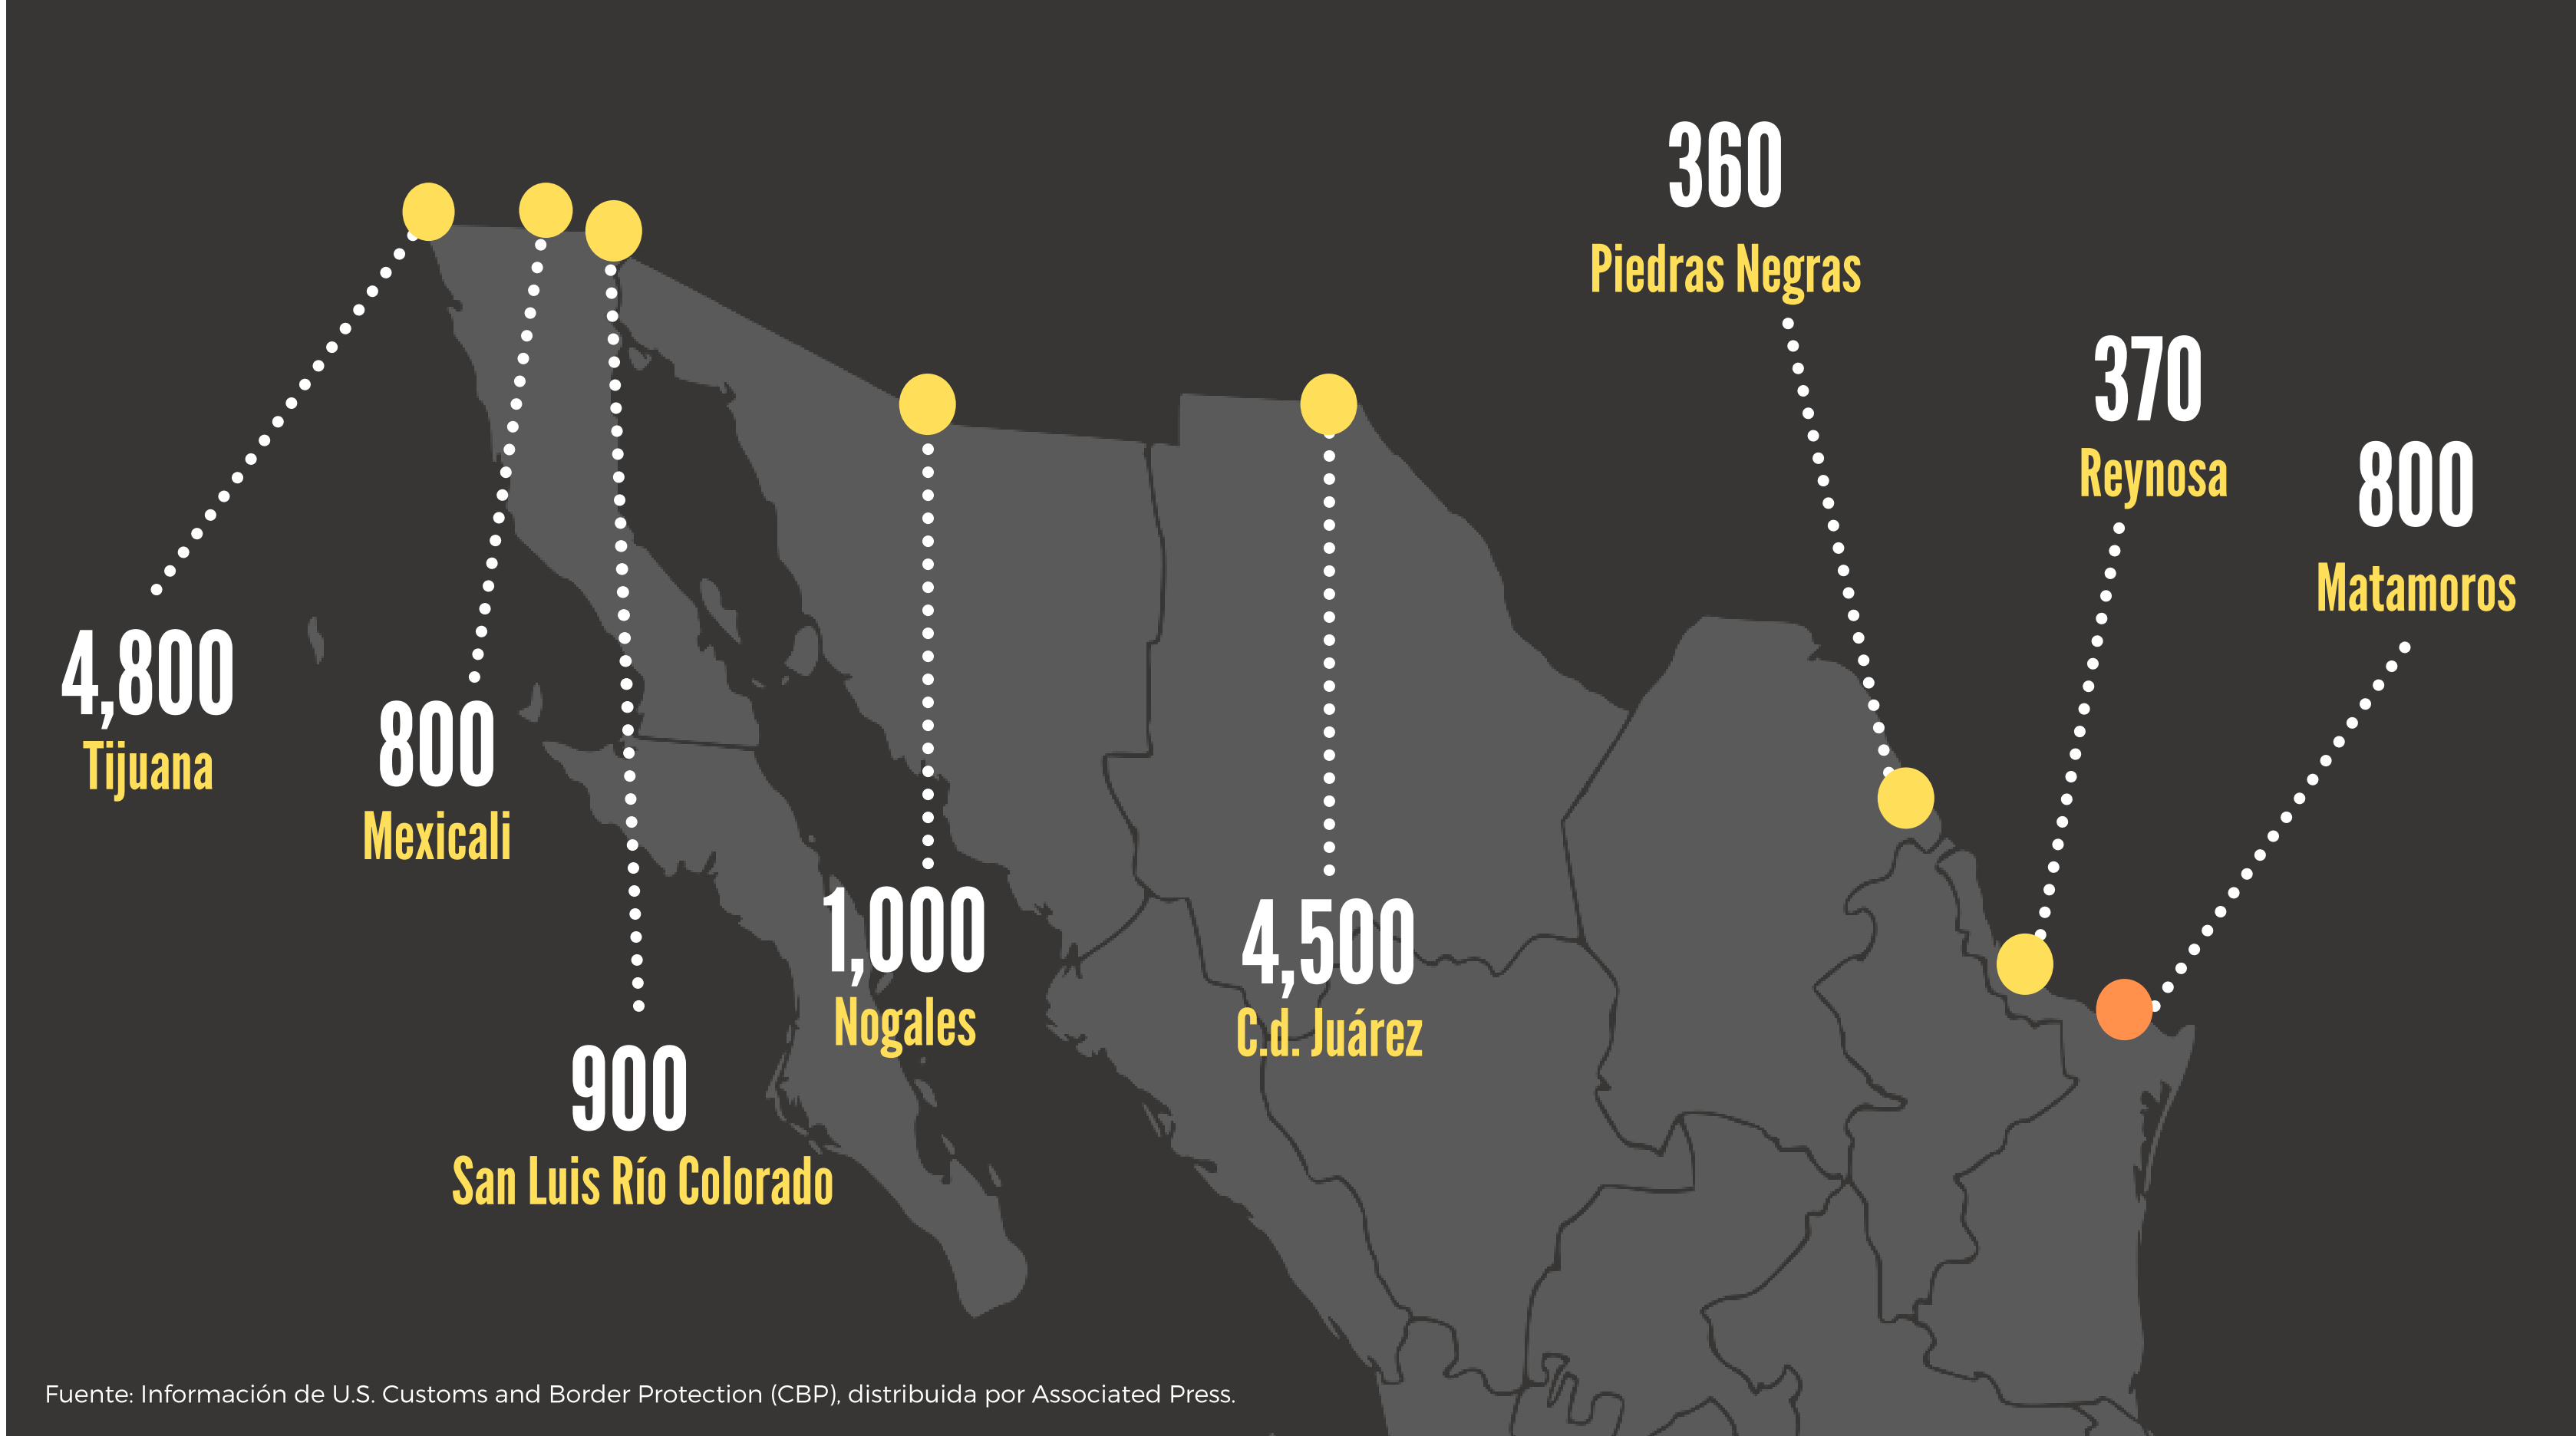 360
Piedras Negras
370
Reynosa
800
Matamoros
4,800
Tijuana
800
Mexicali
900
San Luis Río Colorado
1,000
Nogales
4,500
C.d. Juárez
Fuente: Información de U.S. Customs and Border Protection (CBP), distribuida por Associated Press.